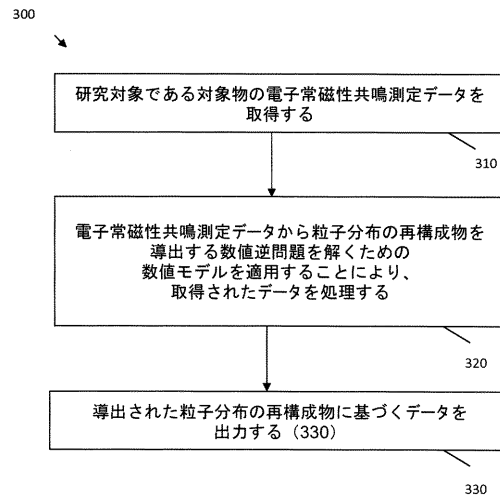 300
研究対象である対象物の電子常磁性共鳴測定データを
取得する
310
電子常磁性共鳴測定データから粒子分布の再構成物を
導出する数値逆問題を解くための
数値モデルを適用することにより、
取得されたデータを処理する
320
導出された粒子分布の再構成物に基づくデータを
出力する（330）
330